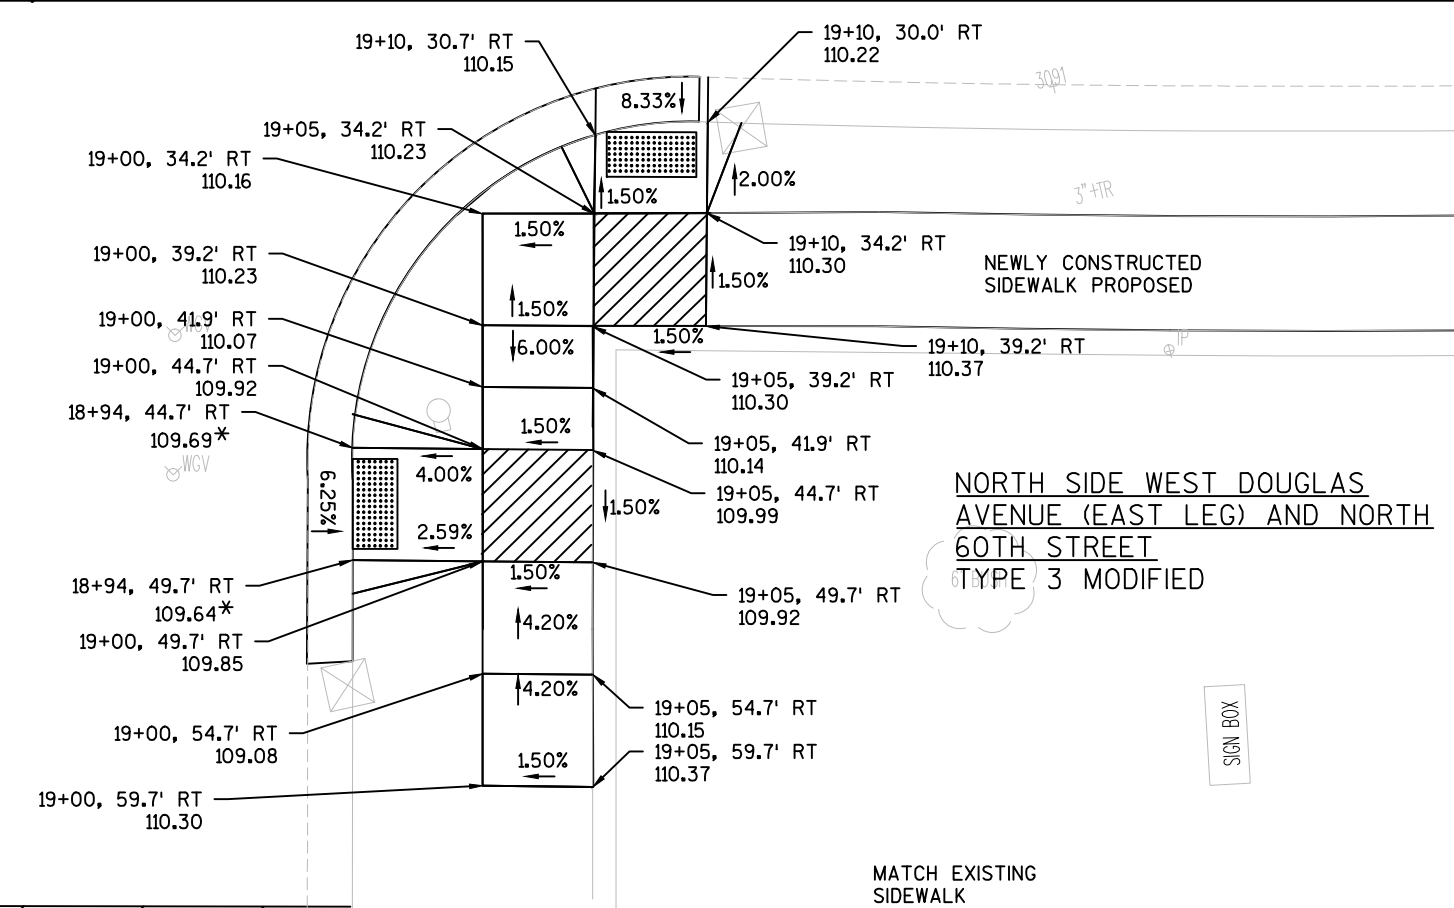 19+10, 30.7' RT
110.15
19+10, 30.0' RT
110.22
3091
8.33%
19+05, 34.2' RT
110.23
19+00, 34.2' RT
110.16
1.50%
2.00%
3"+TR
1.50%
19+10, 34.2' RT
110.30
NEWLY CONSTRUCTED
SIDEWALK PROPOSED
19+00, 39.2' RT
110.23
1.50%
1.50%
19+00, 41.9' RT
110.07
WGV
6.00%
1.50%
19+10, 39.2' RT
110.37
IP
19+00, 44.7' RT
109.92
19+05, 39.2' RT
110.30
18+94, 44.7' RT
109.69*
1.50%
19+05, 41.9' RT
110.14
WGV
4.00%
19+05, 44.7' RT
109.99
6.25%
2.59%
1.50%
NORTH SIDE WEST DOUGLAS
AVENUE (EAST LEG) AND NORTH
60TH STREET
TYPE 3 MODIFIED
18+94, 49.7' RT
109.64*
1.50%
19+05, 49.7' RT
109.92
19+00, 49.7' RT
109.85
4.20%
4.20%
19+05, 54.7' RT
110.15
19+00, 54.7' RT
109.08
19+05, 59.7' RT
110.37
1.50%
SIGN BOX
19+00, 59.7' RT
110.30
MATCH EXISTING
SIDEWALK